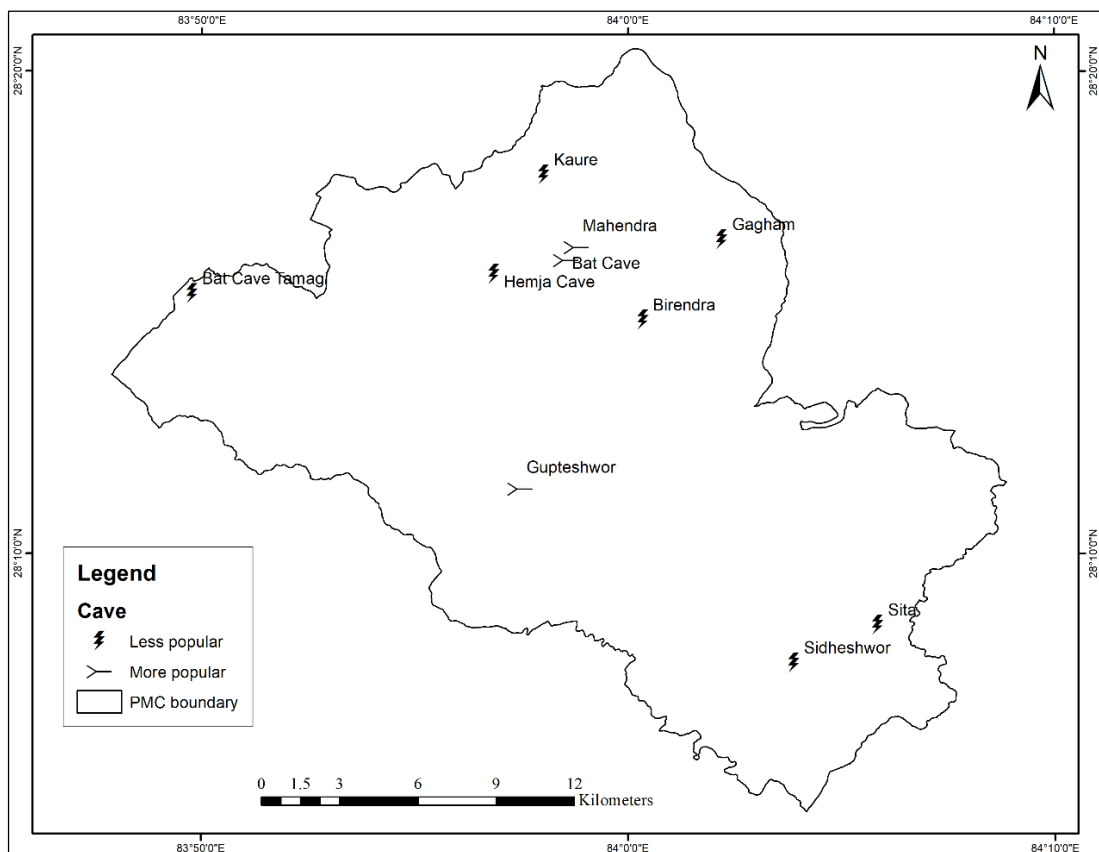 83°50'0"E 84°0'0"E 84°10'0"E
28°20'0"N 28°20'0"N
N
Kaure
Mahendra
Gagham
Bat Cave
Bat Cave Tamagi
Hemja Cave
Birendra
Gupteshwor
28°10'0"N 28°10'0"N
Legend
Cave
Less popular
More popular
PMC boundary
Sita
Sidheshwor
0 1.5 3 6 9 12
Kilometers
83°50'0"E 84°0'0"E 84°10'0"E